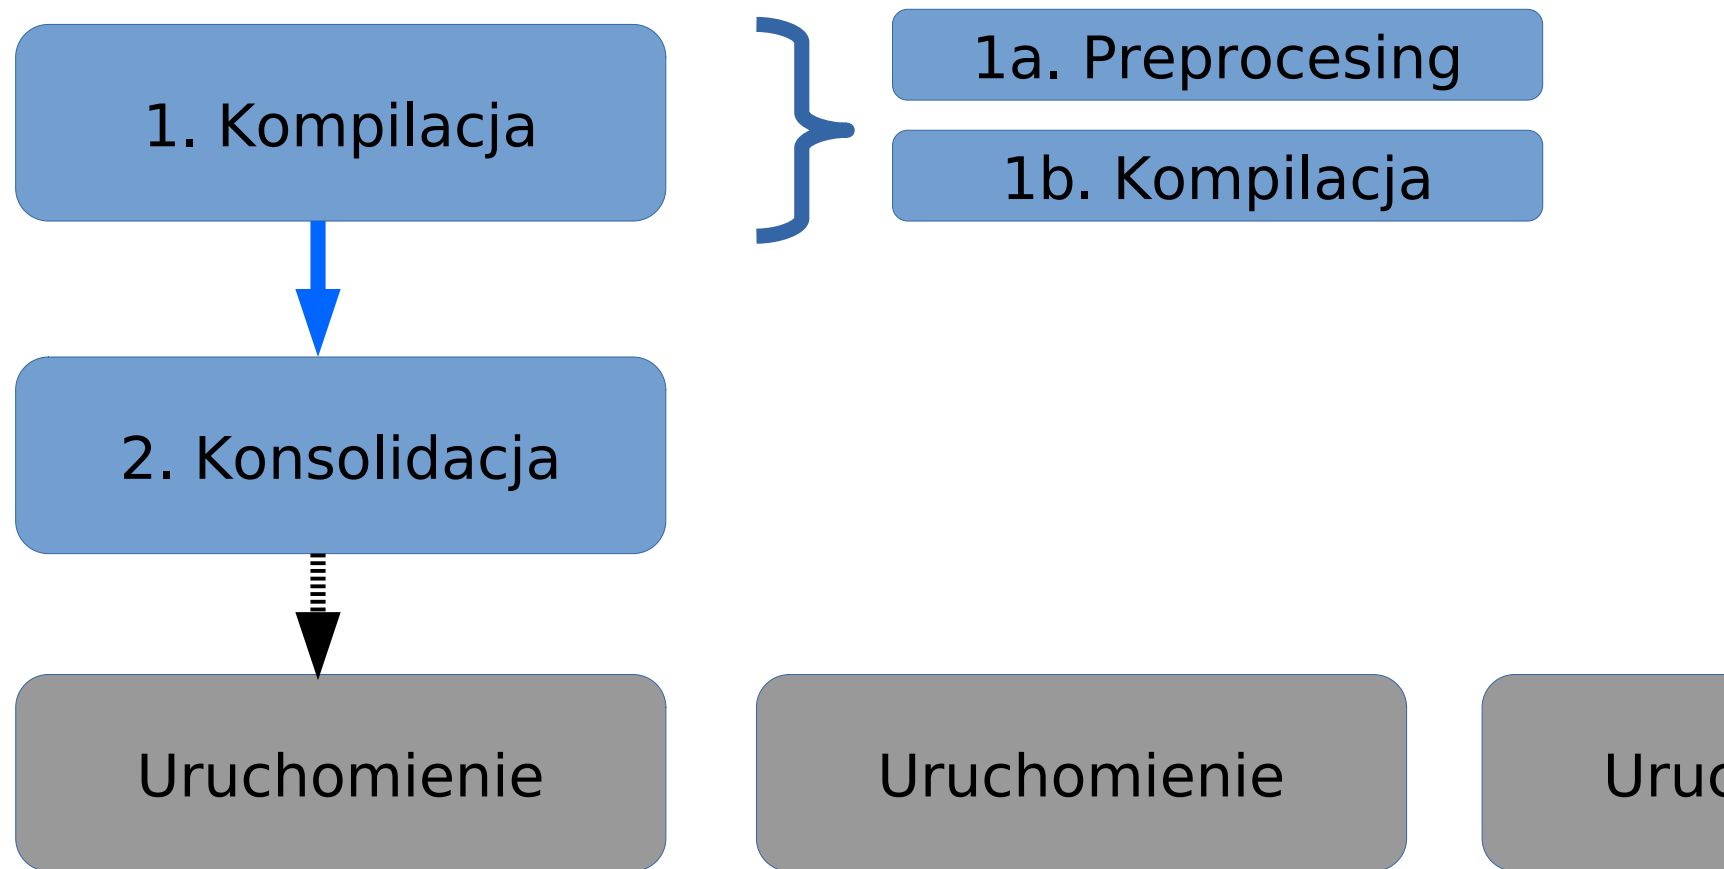 1. Kompilacja
1a. Preprocesing
1b. Kompilacja
2. Konsolidacja
Uruchomienie
Uruchomienie